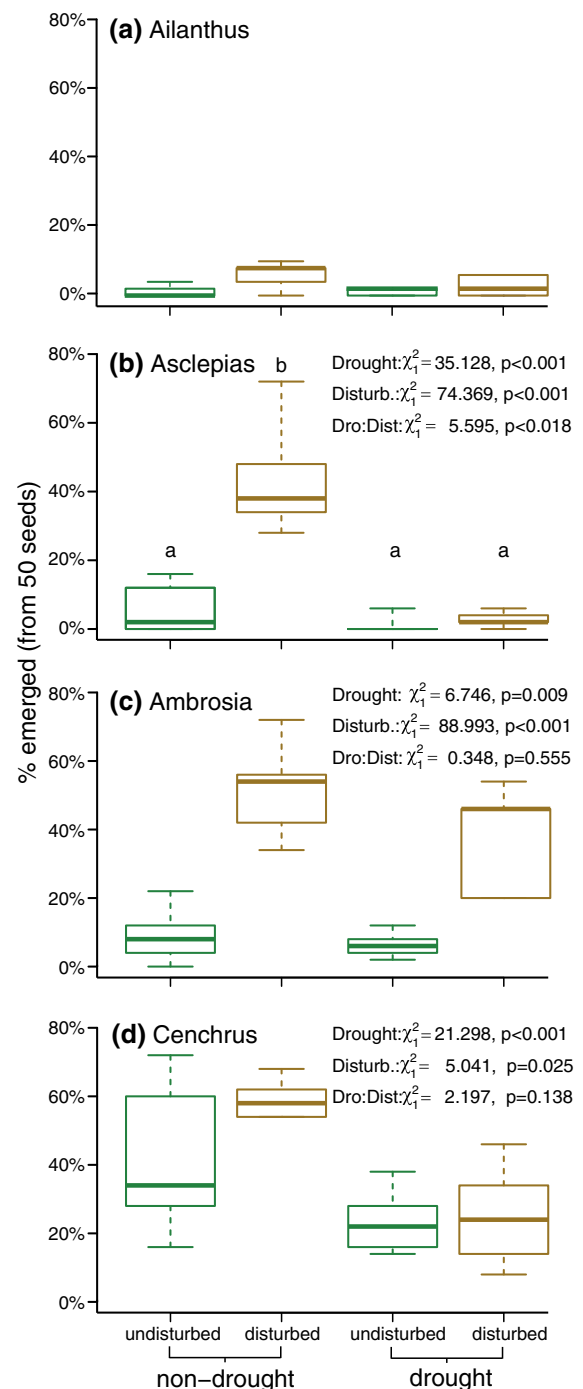 % emerged (from 50 seeds)
(a) Ailanthus
80%
60%
40%
20%
0%
(b) Asclepias
80%
60%
40%
20%
0%
a
b
a
a
Drought:χ²₁= 35.128, p<0.001
Disturb.:χ²₁= 74.369, p<0.001
Dro:Dist:χ²₁= 5.595, p<0.018
(c) Ambrosia
80%
60%
40%
20%
0%
Drought: χ²₁= 6.746, p=0.009
Disturb.:χ²₁= 88.993, p<0.001
Dro:Dist: χ²₁= 0.348, p=0.555
(d) Cenchrus
80%
60%
40%
20%
0%
Drought:χ²₁= 21.298, p<0.001
Disturb.:χ²₁= 5.041, p=0.025
Dro:Dist:χ²₁= 2.197, p=0.138
undisturbed disturbed undisturbed disturbed
non−drought drought